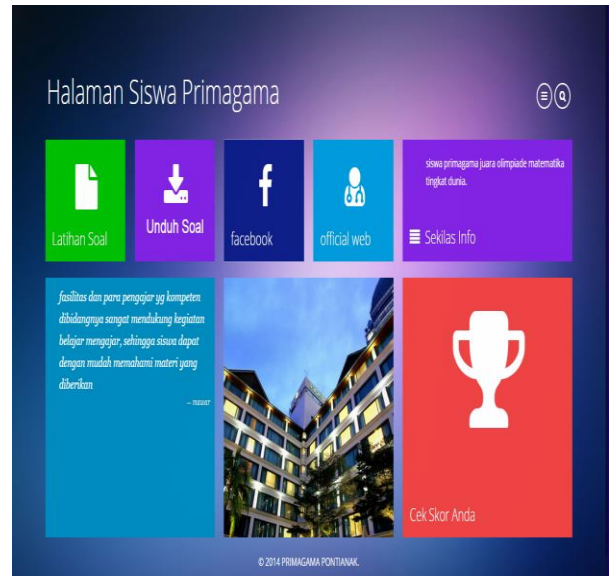 Halaman Siswa Primagama
Latihan Soal
Unduh Soal
facebook
official web
siswa primagama juara olimpiade matematika
tingkat dunia.
Sekilas Info
fasilitas dan para pengajar yg kompeten
dibidangnya sangat mendukung kegiatan
belajar mengajar, sehingga siswa dapat
dengan mudah memahami materi yang
diberikan
— mawar
Cek Skor Anda
© 2014 PRIMAGAMA PONTIANAK.